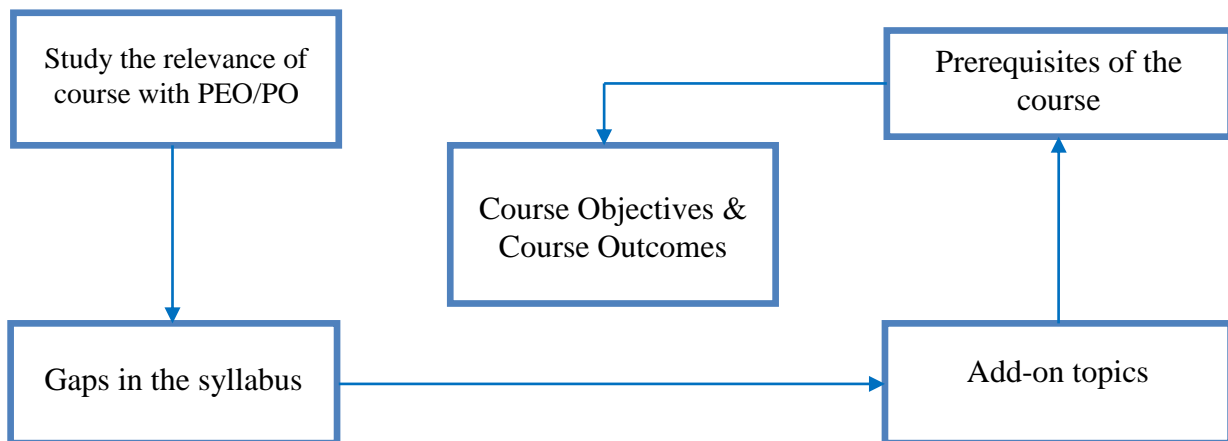 Study the relevance of
course with PEO/PO
Prerequisites of the
course
Course Objectives &
Course Outcomes
Gaps in the syllabus
Add-on topics